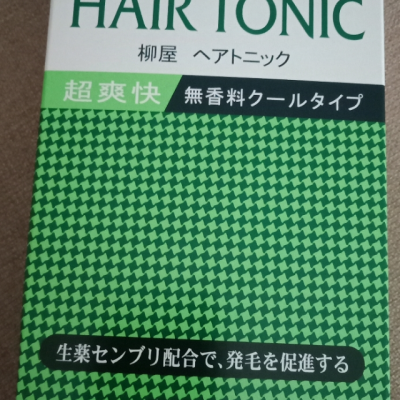 HAIR TONIC
柳屋 ヘアトニック
超爽快 無香料クールタイプ
生薬センブリ配合で、発毛を促進する